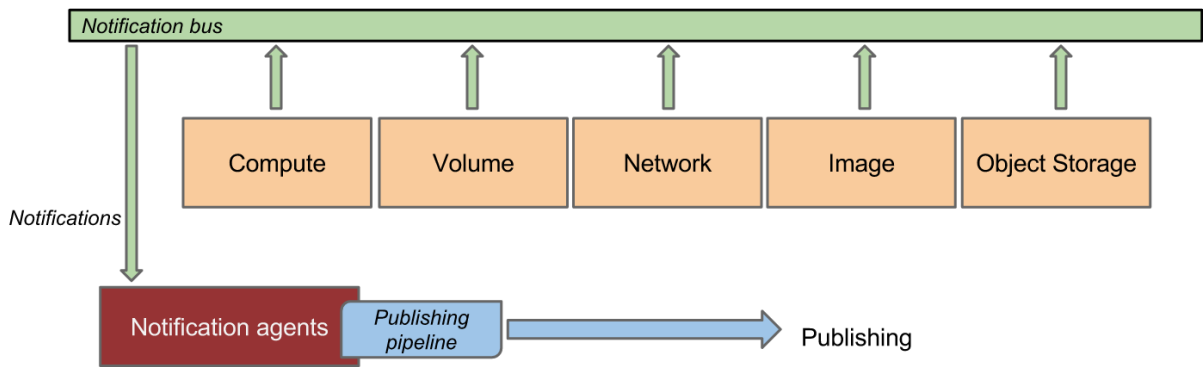 Notification bus
Compute
Volume
Network
Image
Object Storage
Notifications
Notification agents
Publishing
pipeline
Publishing